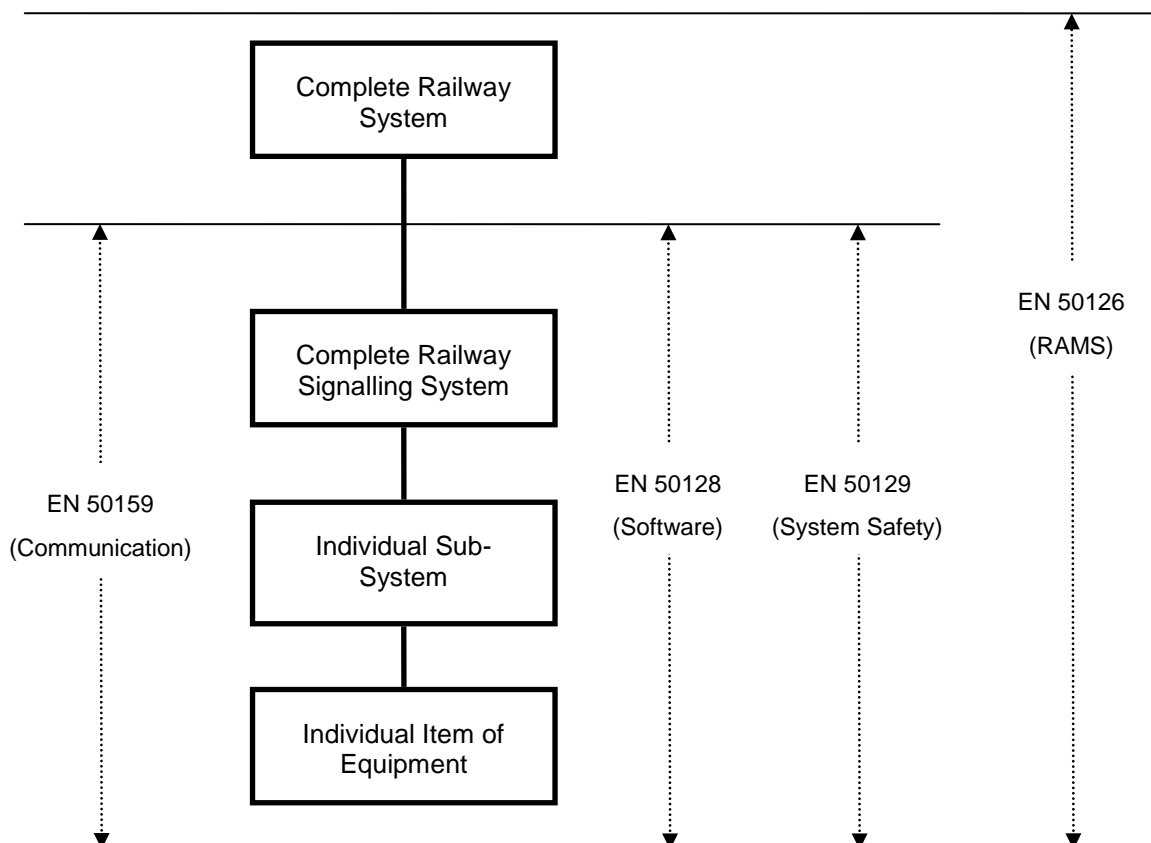 Complete Railway
System
EN 50126
(RAMS)
Complete Railway
Signalling System
EN 50159
(Communication)
EN 50128
(Software)
EN 50129
(System Safety)
Individual Sub-
System
Individual Item of
Equipment